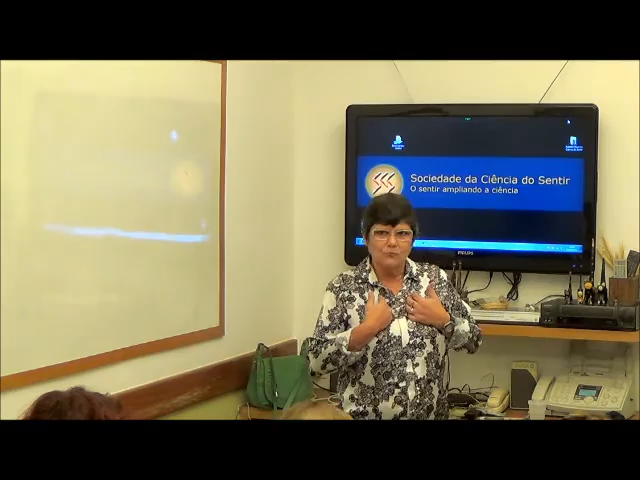 Sociedade da Ciência do Sentir
O sentir ampliando a ciência
PHILIPS